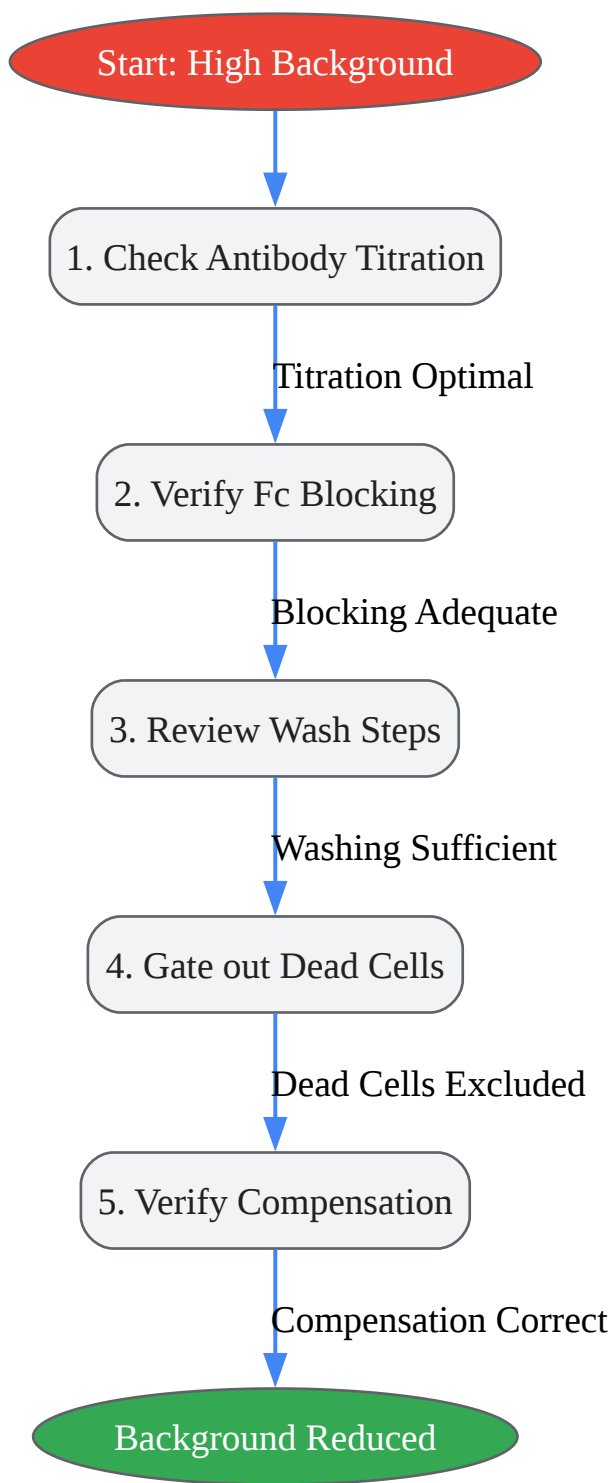 Start: High Background
1. Check Antibody Titration
Titration Optimal
2. Verify Fc Blocking
Blocking Adequate
3. Review Wash Steps
Washing Sufficient
4. Gate out Dead Cells
Dead Cells Excluded
5. Verify Compensation
Compensation Correct
Background Reduced